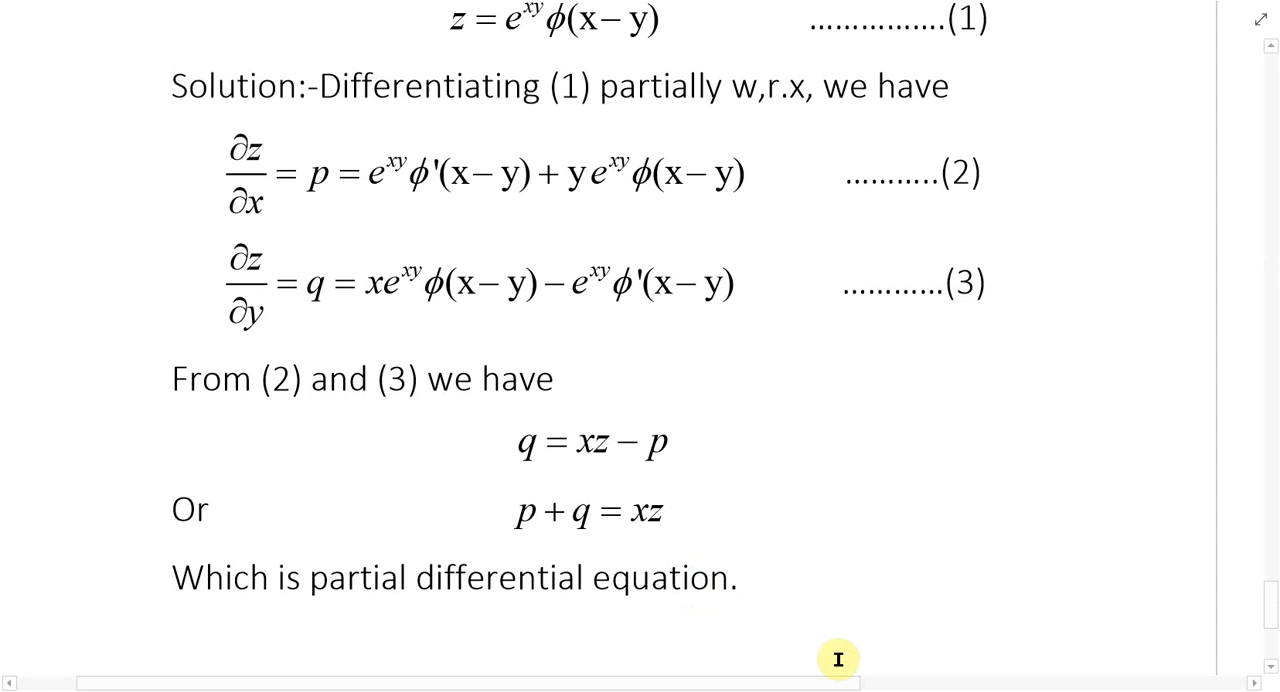 z = e^{xy} ϕ(x − y) …………….(1)
Solution:-Differentiating (1) partially w,r.x, we have
∂z/∂x = p = e^{xy} ϕ'(x − y) + y e^{xy} ϕ(x − y) ………..(2)
∂z/∂y = q = xe^{xy} ϕ(x − y) − e^{xy} ϕ'(x − y) …………(3)
From (2) and (3) we have
q = xz − p
Or p + q = xz
Which is partial differential equation.